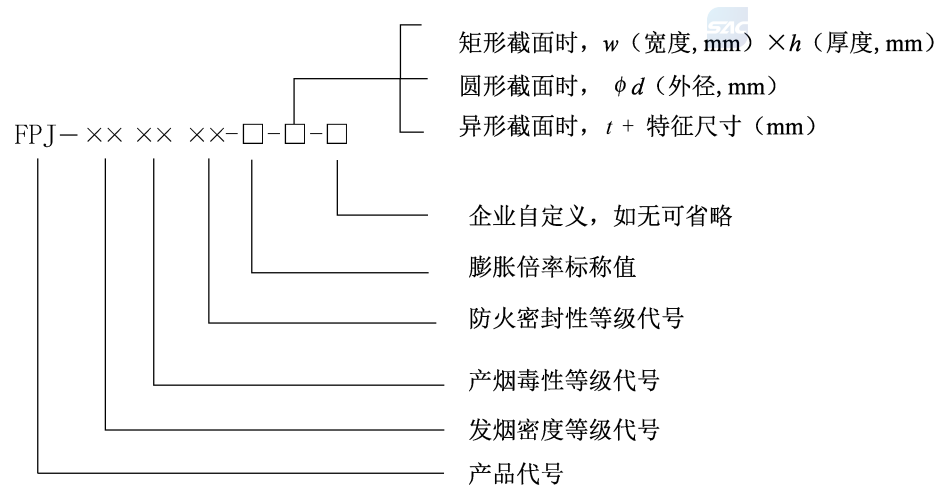 SAC
矩形截面时，w（宽度,mm）×h（厚度,mm）
圆形截面时， φd（外径,mm）
异形截面时，t + 特征尺寸（mm）
FPJ－×× ×× ××-□-□-□
企业自定义，如无可省略
膨胀倍率标称值
防火密封性等级代号
产烟毒性等级代号
发烟密度等级代号
产品代号